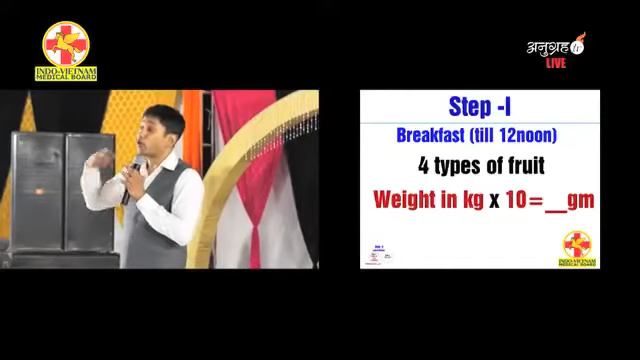 INDO-VIETNAM
MEDICAL BOARD
अनुग्रह
LIVE
Step -I
Breakfast (till 12noon)
4 types of fruit
Weight in kg x 10=__gm
INDO-VIETNAM
MEDICAL BOARD